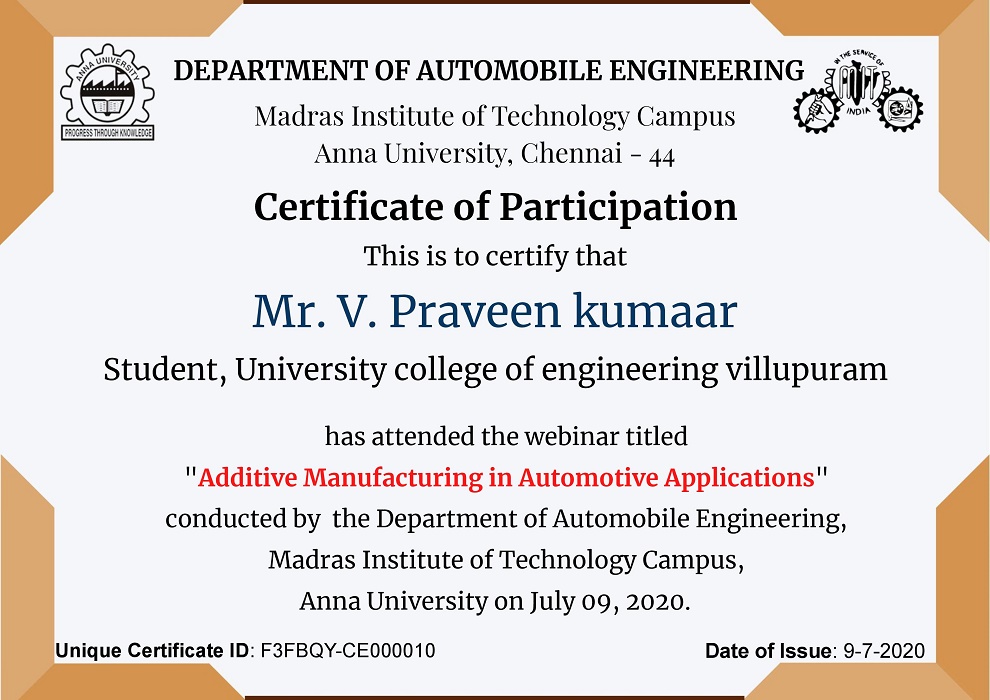 ANNA UNIVERSITY
PROGRESS THROUGH KNOWLEDGE
DEPARTMENT OF AUTOMOBILE ENGINEERING
IN THE SERVICE OF
MIT
INDIA
Madras Institute of Technology Campus
Anna University, Chennai - 44
Certificate of Participation
This is to certify that
Mr. V. Praveen kumaar
Student, University college of engineering villupuram
has attended the webinar titled
"Additive Manufacturing in Automotive Applications"
conducted by  the Department of Automobile Engineering,
Madras Institute of Technology Campus,
Anna University on July 09, 2020.
Unique Certificate ID: F3FBQY-CE000010
Date of Issue: 9-7-2020